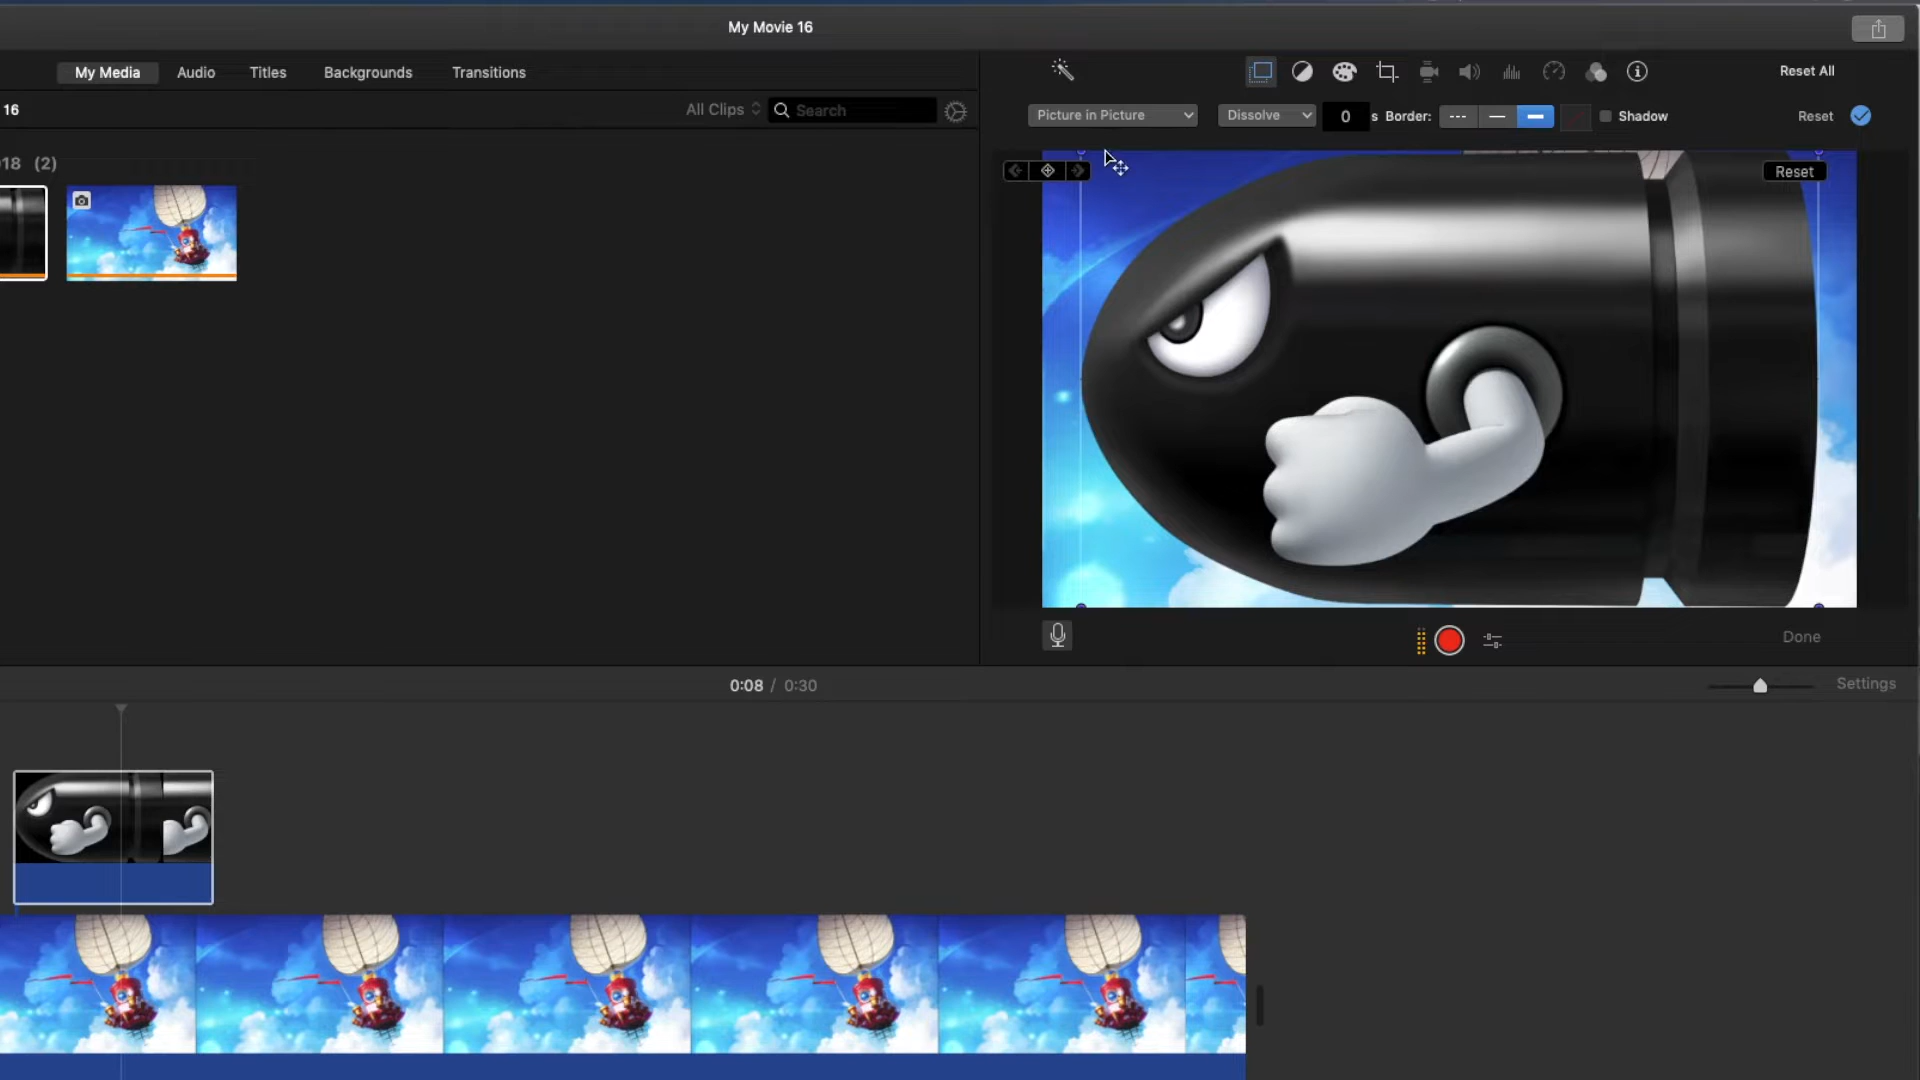 My Movie 16
My Media Audio Titles Backgrounds Transitions
Reset All
16 All Clips Search
Picture in Picture Dissolve 0 s Border: Shadow Reset
18 (2)
Reset
Done
0:08 / 0:30
Settings